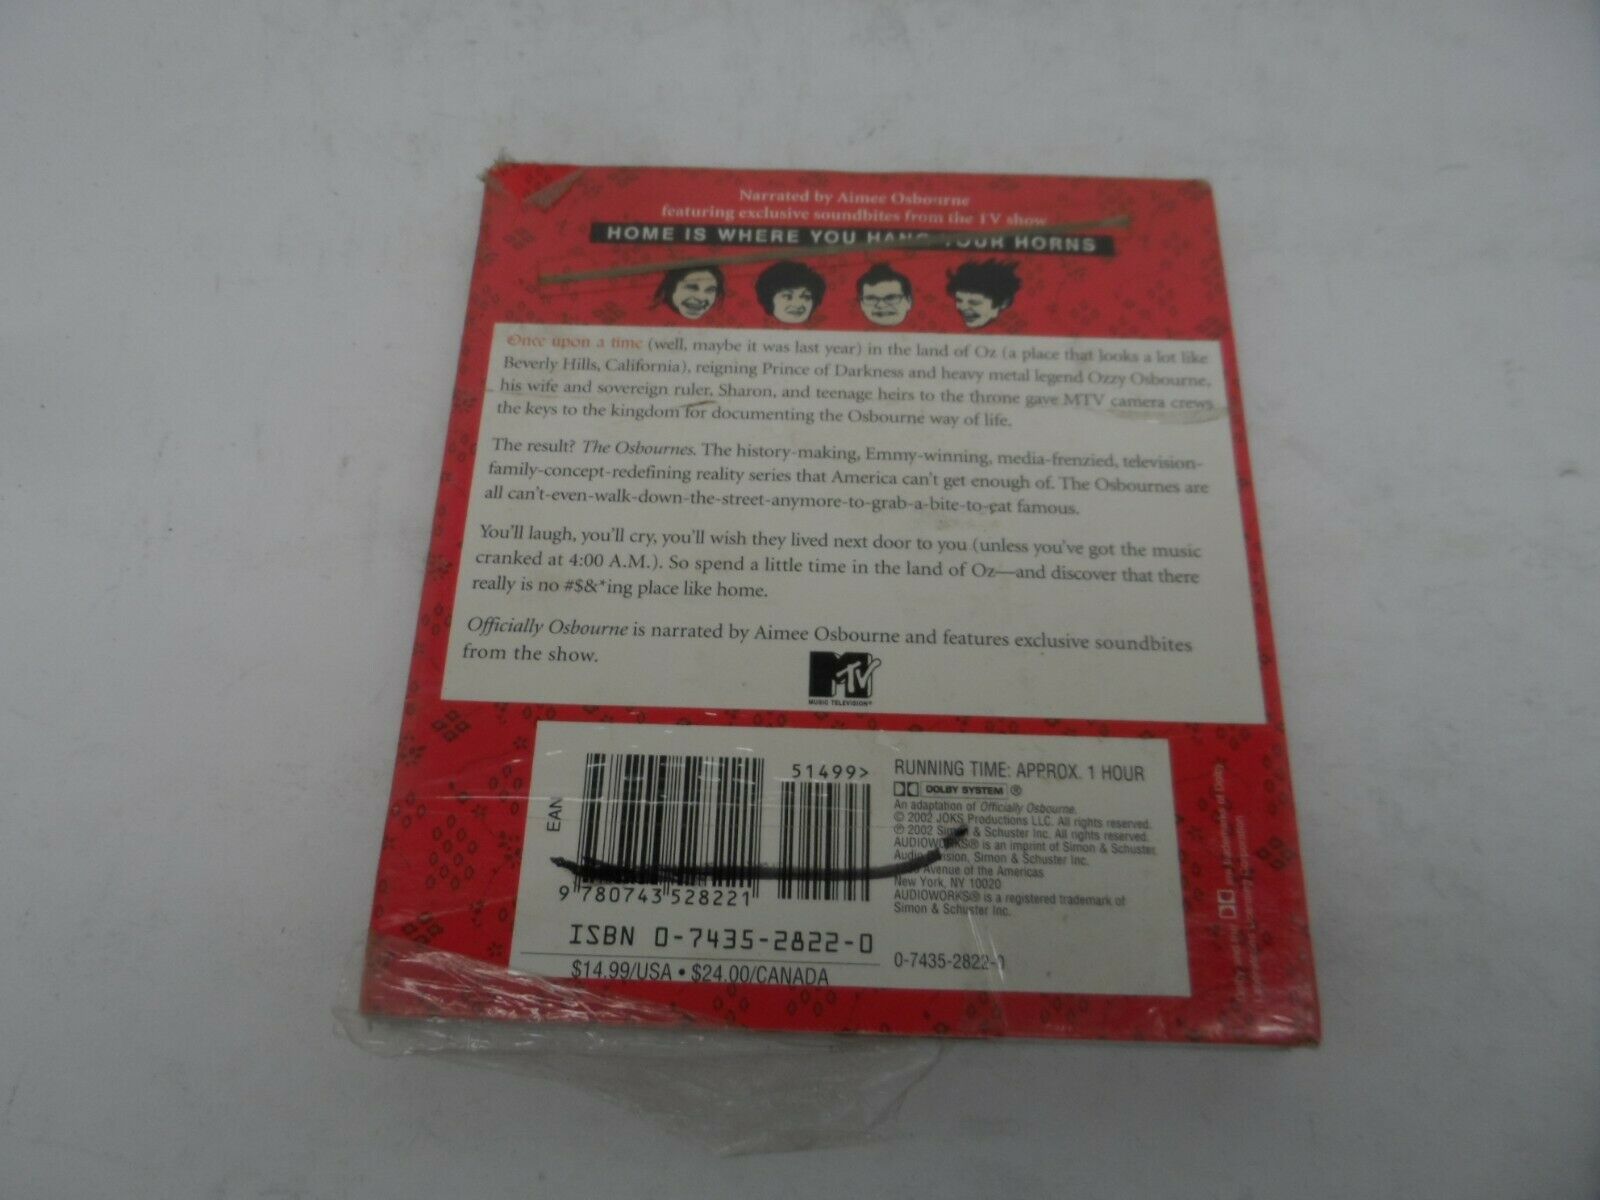 Narrated by Aimee Osbourne
featuring exclusive soundbites from the TV show
HOME IS WHERE YOU HANG YOUR HORNS
Once upon a time (well, maybe it was last year) in the land of Oz (a place that looks a lot like
Beverly Hills, California), reigning Prince of Darkness and heavy metal legend Ozzy Osbourne,
his wife and sovereign ruler, Sharon, and teenage heirs to the throne gave MTV camera crews
the keys to the kingdom for documenting the Osbourne way of life.
The result? The Osbournes. The history-making, Emmy-winning, media-frenzied, television-
family-concept-redefining reality series that America can't get enough of. The Osbournes are
all can't-even-walk-down-the-street-anymore-to-grab-a-bite-to-eat famous.
You'll laugh, you'll cry, you'll wish they lived next door to you (unless you've got the music
cranked at 4:00 A.M.). So spend a little time in the land of Oz—and discover that there
really is no #$&*ing place like home.
Officially Osbourne is narrated by Aimee Osbourne and features exclusive soundbites
from the show.
MTV
MUSIC TELEVISION®
EAN
51499>
9 780743 528221
ISBN 0-7435-2822-0
$14.99/USA • $24.00/CANADA
RUNNING TIME: APPROX. 1 HOUR
DOLBY SYSTEM ®
An adaptation of Officially Osbourne.
© 2002 JOKS Productions LLC. All rights reserved.
℗ 2002 Simon & Schuster Inc. All rights reserved.
AUDIOWORKS® is an imprint of Simon & Schuster
Audio Division, Simon & Schuster Inc.
Avenue of the Americas
New York, NY 10020
AUDIOWORKS® is a registered trademark of
Simon & Schuster Inc.
0-7435-2822-0
are trademarks of Dolby
Licensing Corporation